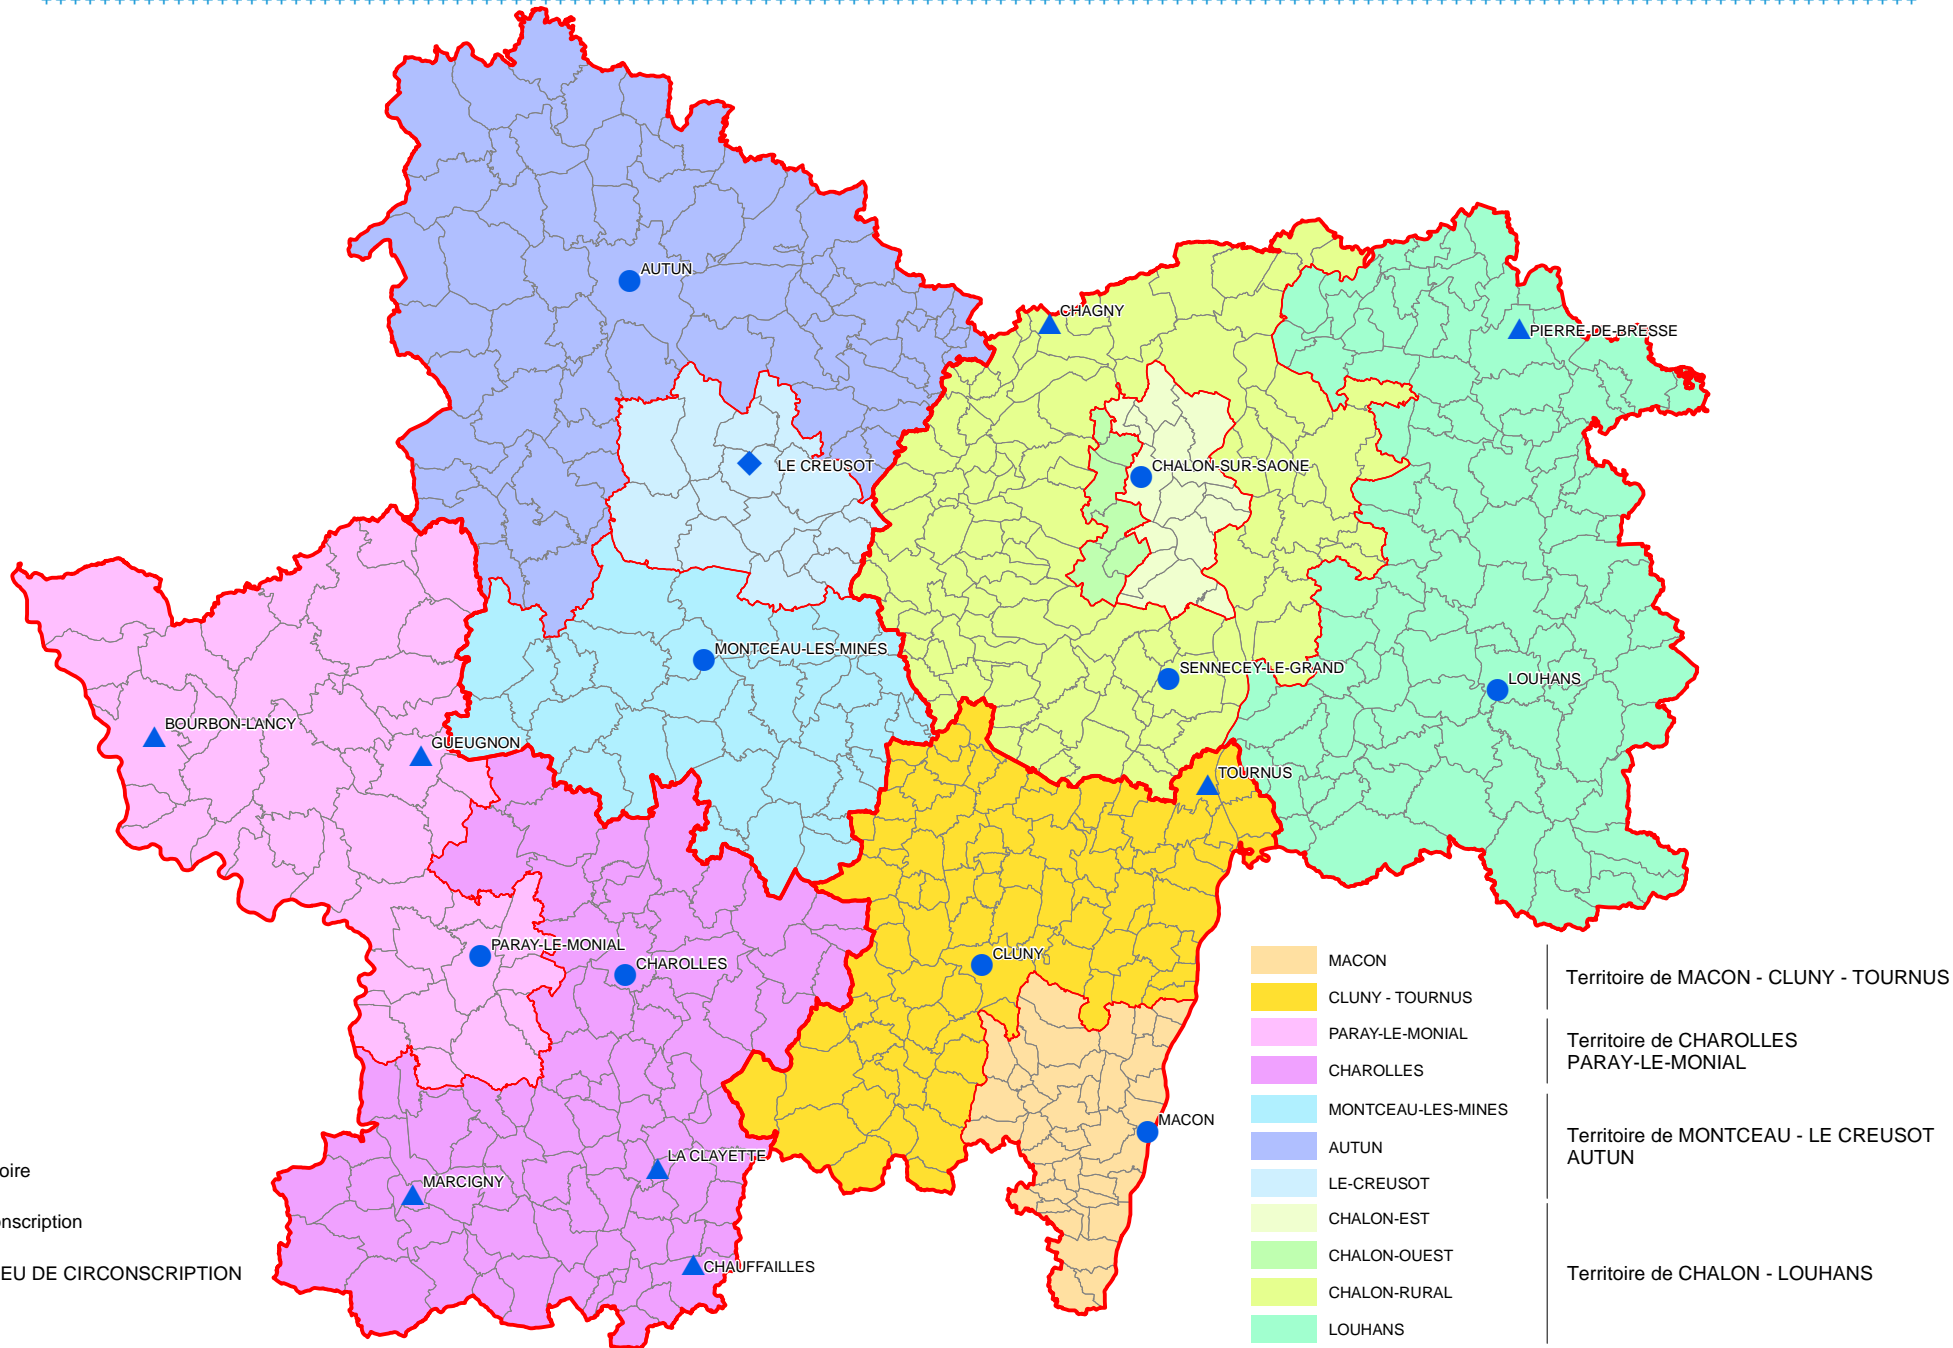 AUTUN
CHAGNY
PIERRE-DE-BRESSE
LE CREUSOT
CHALON-SUR-SAONE
MONTCEAU-LES-MINES
SENNECEY-LE-GRAND
LOUHANS
BOURBON-LANCY
GUEUGNON
TOURNUS
PARAY-LE-MONIAL
CHAROLLES
CLUNY
MACON
LA CLAYETTE
MARCIGNY
CHAUFFAILLES
oire
nscription
EU DE CIRCONSCRIPTION
MACON
CLUNY - TOURNUS
Territoire de MACON - CLUNY - TOURNUS
PARAY-LE-MONIAL
CHAROLLES
Territoire de CHAROLLES
PARAY-LE-MONIAL
MONTCEAU-LES-MINES
AUTUN
LE-CREUSOT
Territoire de MONTCEAU - LE CREUSOT
AUTUN
CHALON-EST
CHALON-OUEST
CHALON-RURAL
LOUHANS
Territoire de CHALON - LOUHANS